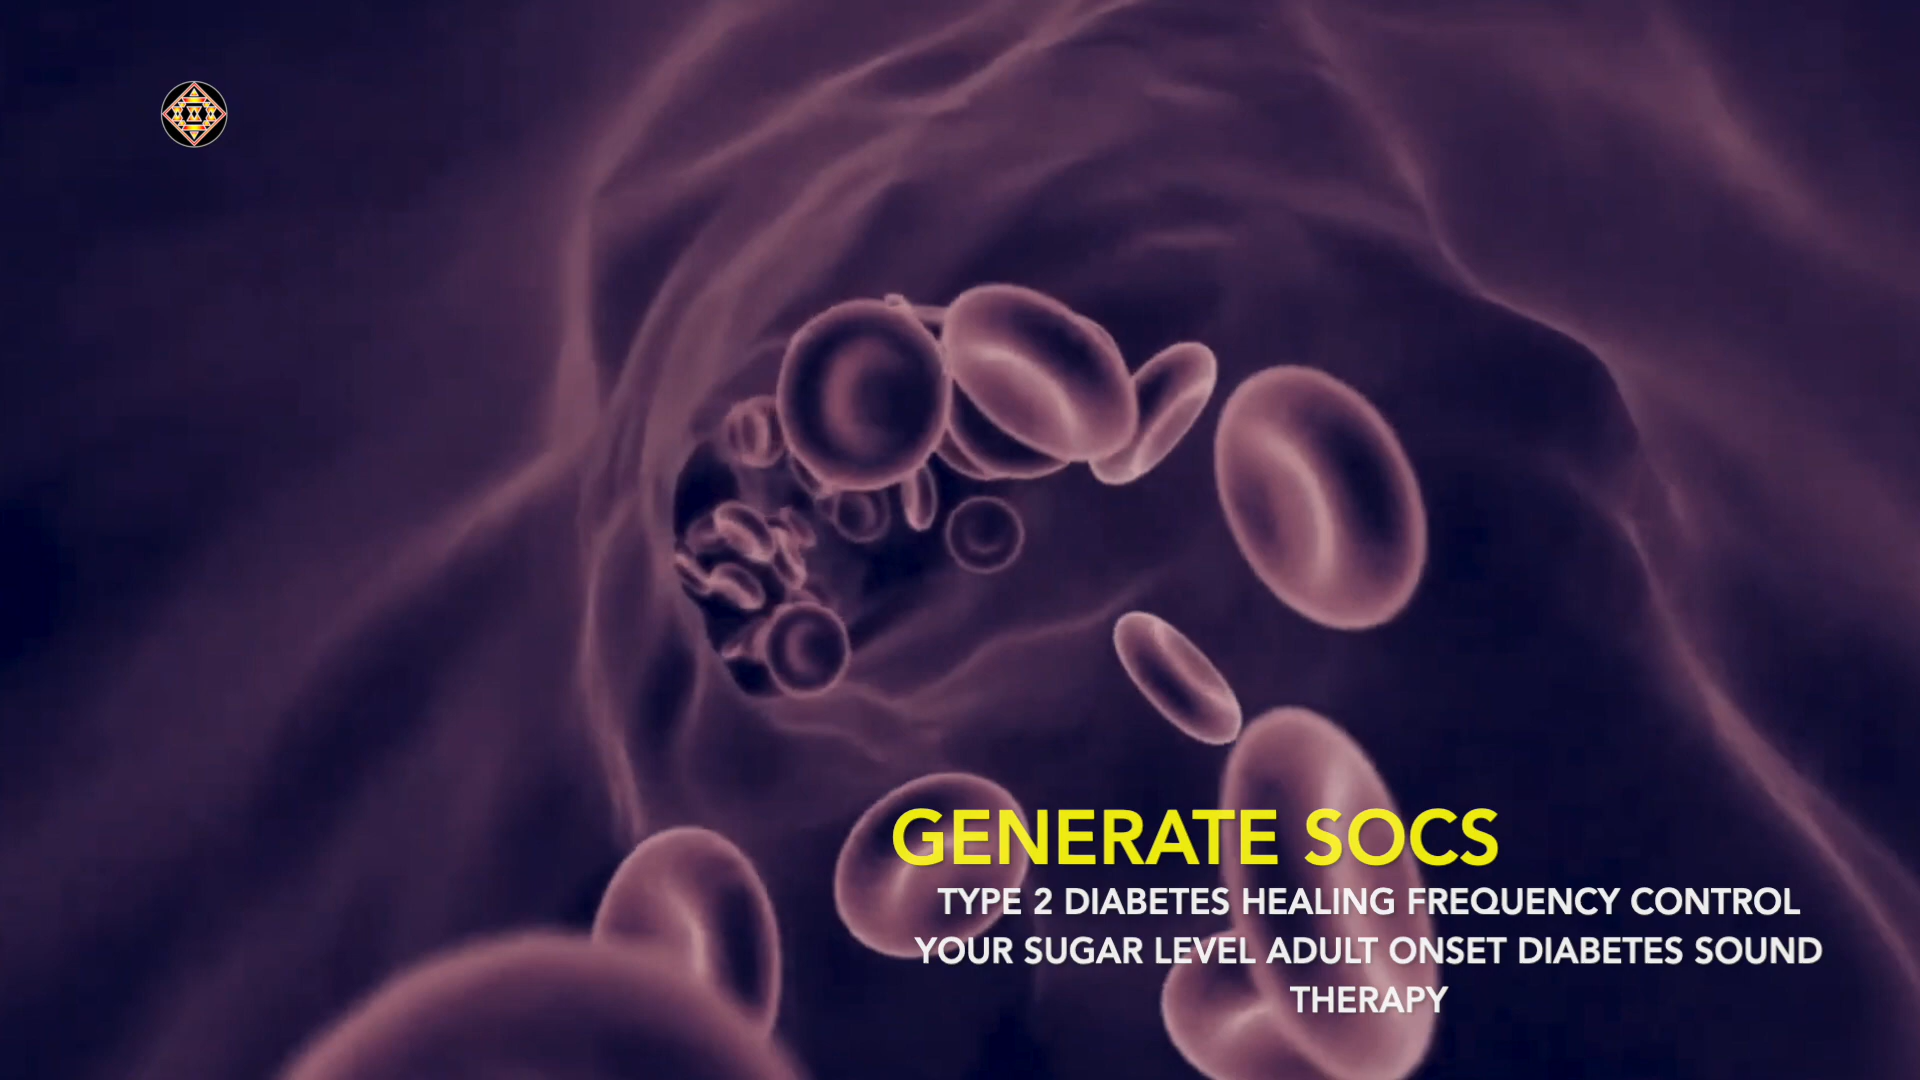 GENERATE SOCS
TYPE 2 DIABETES HEALING FREQUENCY CONTROL
YOUR SUGAR LEVEL ADULT ONSET DIABETES SOUND
THERAPY